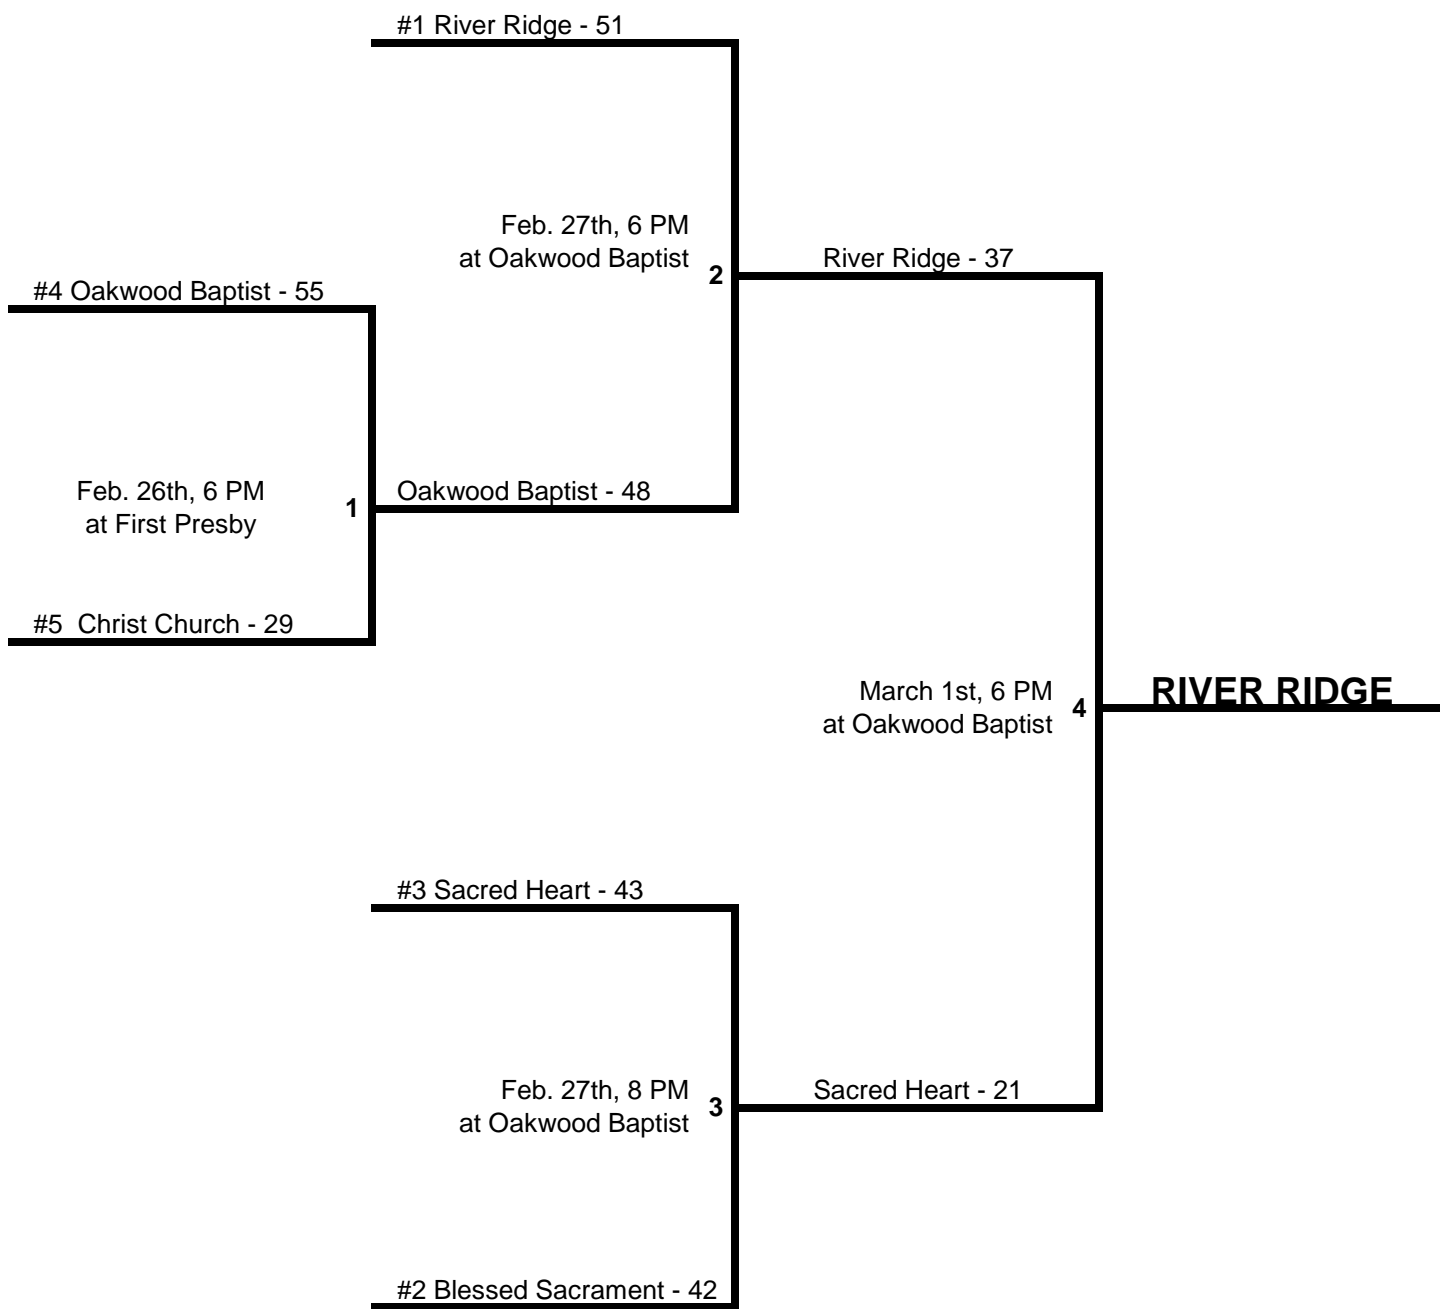 #1 River Ridge - 51
Feb. 27th, 6 PM
at Oakwood Baptist
2
River Ridge - 37
#4 Oakwood Baptist - 55
Feb. 26th, 6 PM
at First Presby
1
Oakwood Baptist - 48
#5  Christ Church - 29
March 1st, 6 PM
at Oakwood Baptist
4
RIVER RIDGE
#3 Sacred Heart - 43
Feb. 27th, 8 PM
at Oakwood Baptist
3
Sacred Heart - 21
#2 Blessed Sacrament - 42